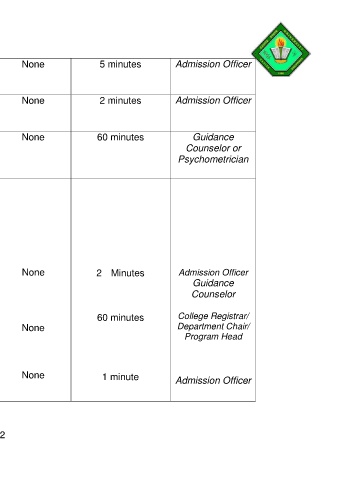 None 5 minutes Admission Officer
None 2 minutes Admission Officer
None 60 minutes Guidance
Counselor or
Psychometrician
None 2 Minutes Admission Officer
Guidance
Counselor
60 minutes College Registrar/
None Department Chair/
Program Head
None 1 minute Admission Officer
2